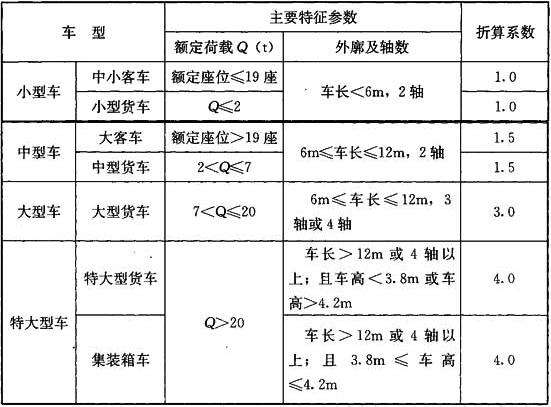 车 型
主要特征参数
折算系数
额定荷载Q（t）
外廓及轴数
小型车
中小客车
额定座位≤19座
车长＜6m，2轴
1.0
小型货车
Q≤2
1.0
中型车
大客车
额定座位＞19座
6m≤车长≤12m，2轴
1.5
中型货车
2＜Q≤7
1.5
大型车
大型货车
7＜Q≤20
6m≤车长≤12m，3
轴或4轴
3.0
特大型车
特大型货车
Q＞20
车长＞12m或4轴以
上；且车高＜3.8m或车
高＞4.2m
4.0
集装箱车
车长＞12m或4轴以
上；且 3.8m ≤ 车高
≤4.2m
4.0